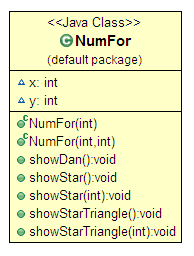 <<Java Class>>
C NumFor
(default package)
x: int
y: int
C NumFor(int)
C NumFor(int,int)
showDan():void
showStar():void
showStar(int):void
showStarTriangle():void
showStarTriangle(int):void